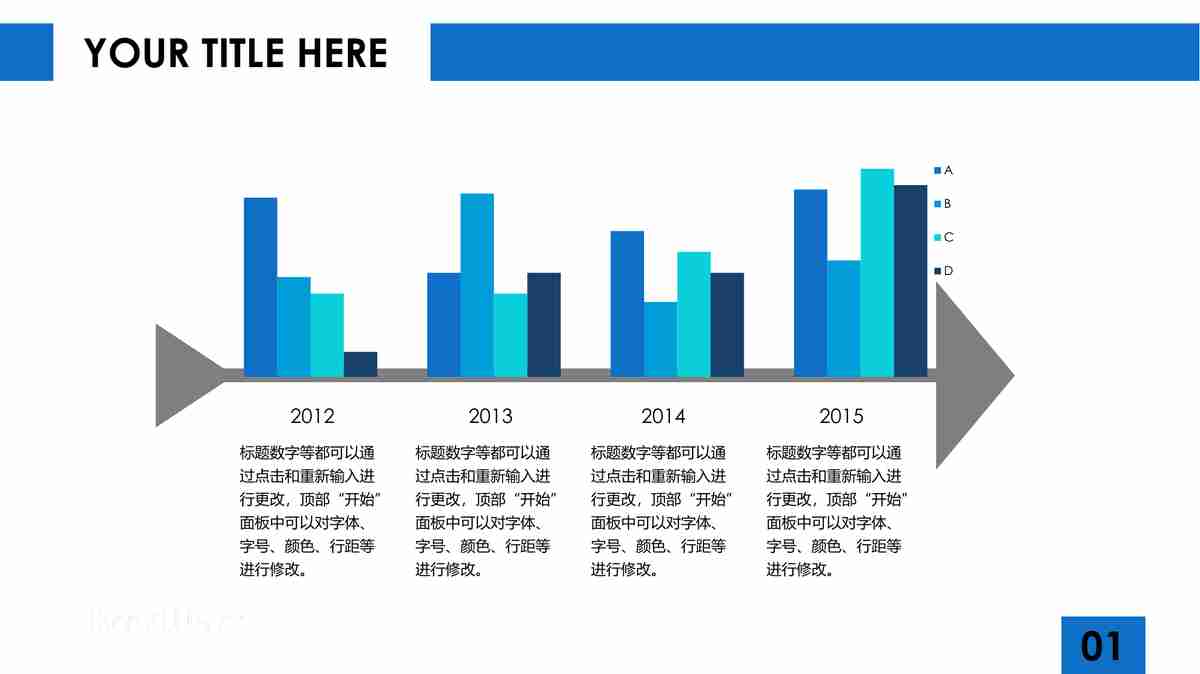 YOUR TITLE HERE
A
B
C
D
2012
2013
2014
2015
标题数字等都可以通
过点击和重新输入进
行更改，顶部“开始”
面板中可以对字体、
字号、颜色、行距等
进行修改。
标题数字等都可以通
过点击和重新输入进
行更改，顶部“开始”
面板中可以对字体、
字号、颜色、行距等
进行修改。
标题数字等都可以通
过点击和重新输入进
行更改，顶部“开始”
面板中可以对字体、
字号、颜色、行距等
进行修改。
标题数字等都可以通
过点击和重新输入进
行更改，顶部“开始”
面板中可以对字体、
字号、颜色、行距等
进行修改。
01